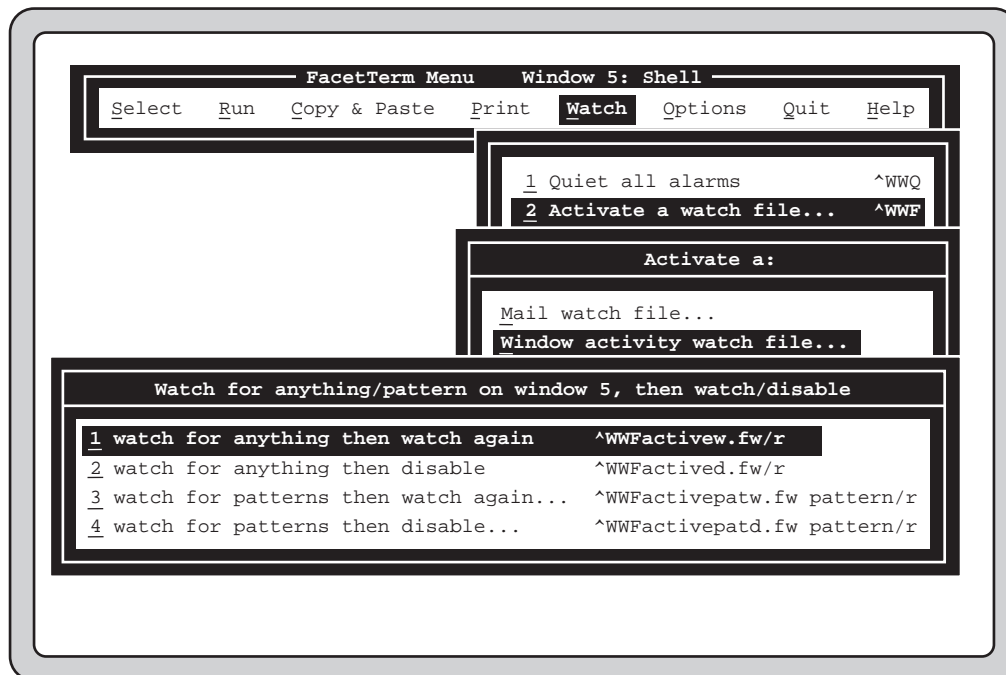 FacetTerm Menu Window 5: Shell
Select Run Copy & Paste Print Watch Options Quit Help
1 Quiet all alarms ^WWQ
2 Activate a watch file... ^WWF
Activate a:
Mail watch file...
Window activity watch file...
Watch for anything/pattern on window 5, then watch/disable
1 watch for anything then watch again ^WWFactivew.fw/r
2 watch for anything then disable ^WWFactived.fw/r
3 watch for patterns then watch again... ^WWFactivepatw.fw pattern/r
4 watch for patterns then disable... ^WWFactivepatd.fw pattern/r